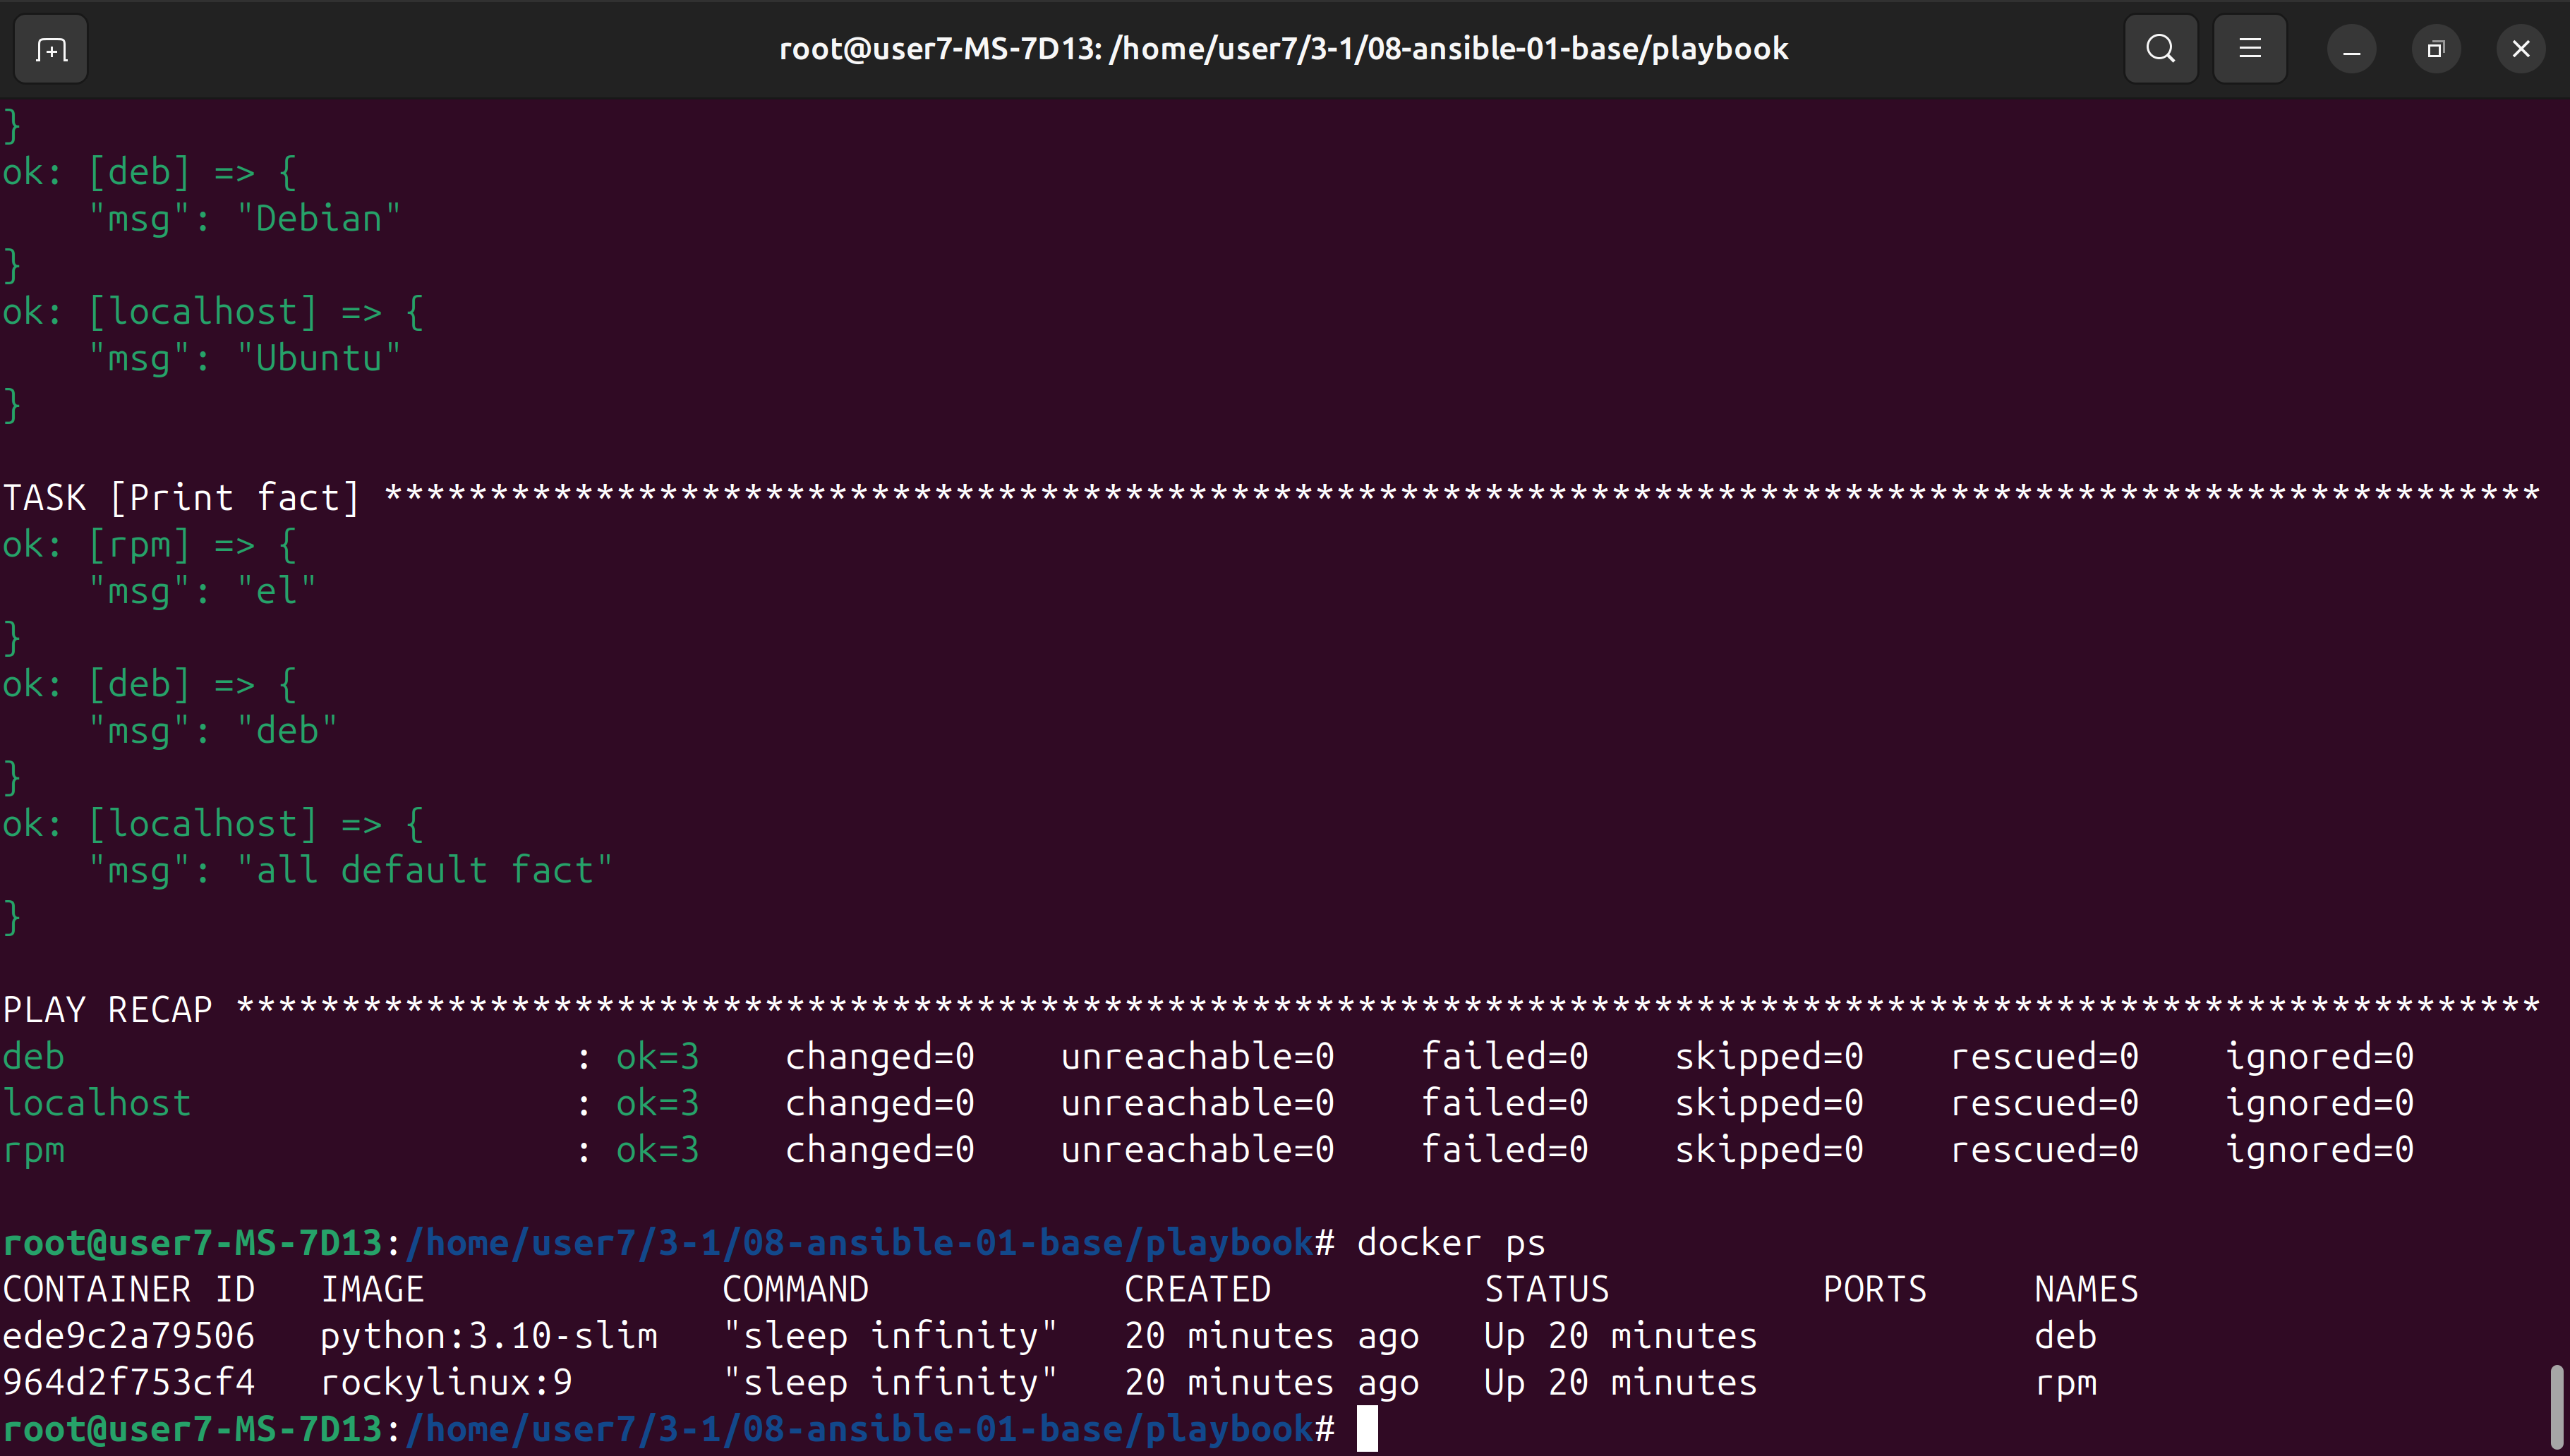 root@user7-MS-7D13: /home/user7/3-1/08-ansible-01-base/playbook
}
ok: [deb] => {
    "msg": "Debian"
}
ok: [localhost] => {
    "msg": "Ubuntu"
}
TASK [Print fact] ******************************************************************************************************
ok: [rpm] => {
    "msg": "el"
}
ok: [deb] => {
    "msg": "deb"
}
ok: [localhost] => {
    "msg": "all default fact"
}
PLAY RECAP *************************************************************************************************************
deb                        : ok=3    changed=0    unreachable=0    failed=0    skipped=0    rescued=0    ignored=0
localhost                  : ok=3    changed=0    unreachable=0    failed=0    skipped=0    rescued=0    ignored=0
rpm                        : ok=3    changed=0    unreachable=0    failed=0    skipped=0    rescued=0    ignored=0
root@user7-MS-7D13:/home/user7/3-1/08-ansible-01-base/playbook# docker ps
CONTAINER ID   IMAGE              COMMAND            CREATED          STATUS          PORTS     NAMES
ede9c2a79506   python:3.10-slim   "sleep infinity"   20 minutes ago   Up 20 minutes             deb
964d2f753cf4   rockylinux:9       "sleep infinity"   20 minutes ago   Up 20 minutes             rpm
root@user7-MS-7D13:/home/user7/3-1/08-ansible-01-base/playbook#